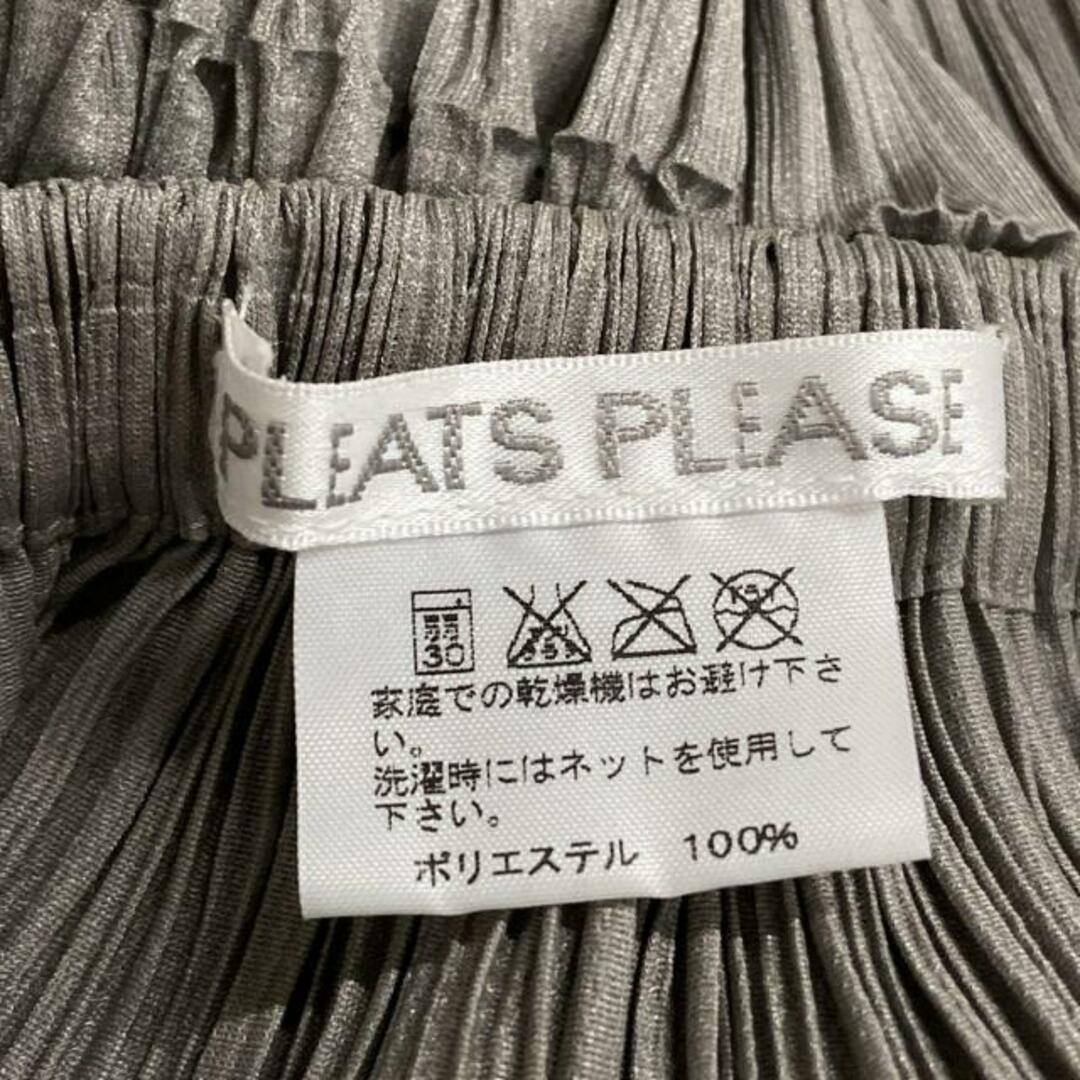 PLEATS PLEASE
弱
30
家庭での乾燥機はお避け下さ
い。
洗濯時にはネットを使用して
下さい。
ポリエステル 100%